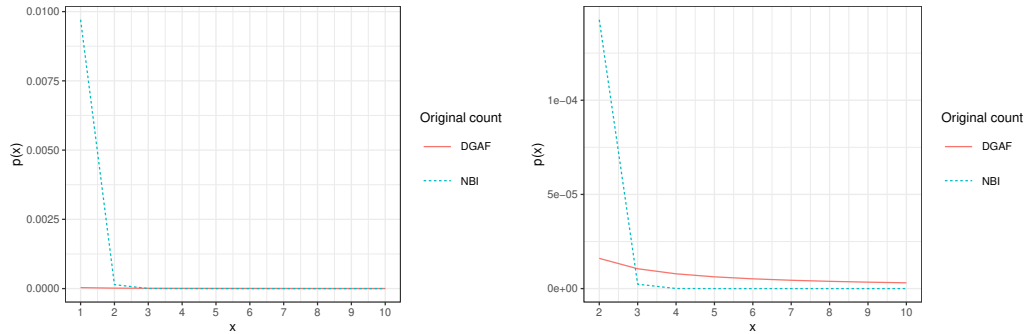 0.0100
0.0075
0.0050
0.0025
0.0000
p(x)
1 2 3 4 5 6 7 8 9 10
x
Original count
DGAF
NBI
1e−04
5e−05
0e+00
p(x)
2 3 4 5 6 7 8 9 10
x
Original count
DGAF
NBI